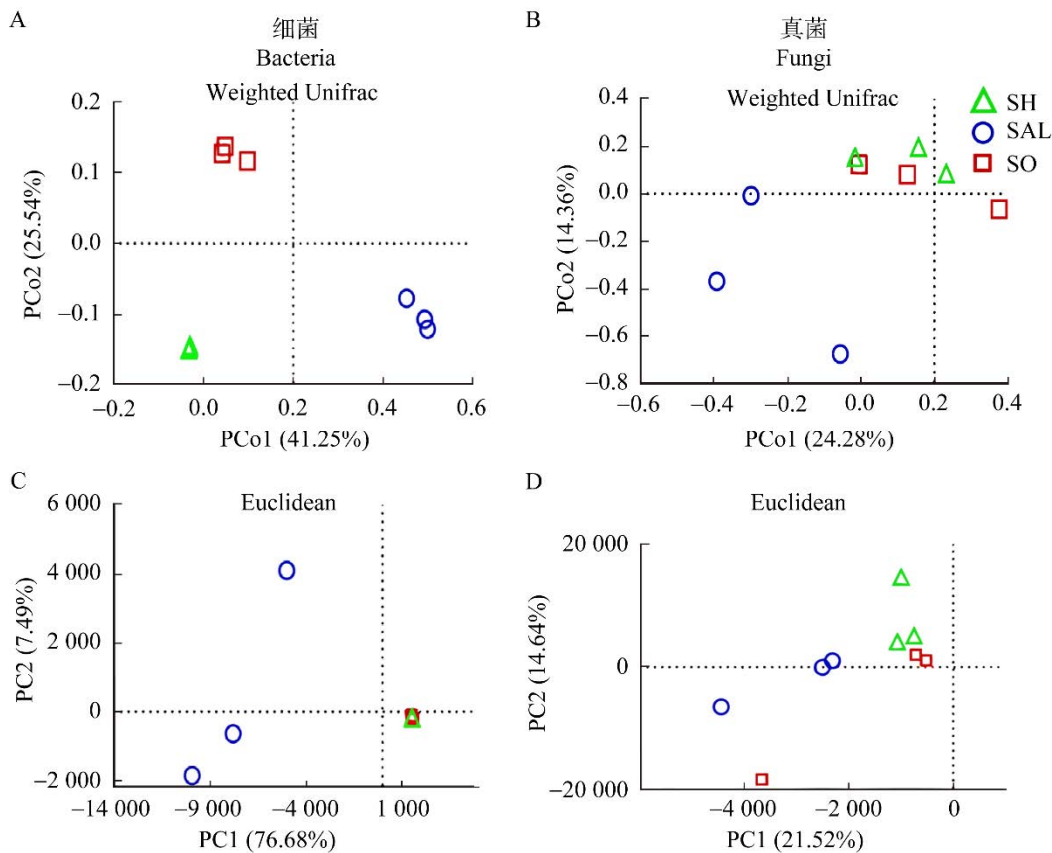 A
细菌
Bacteria
Weighted Unifrac
0.2
0.1
0.0
−0.1
−0.2
PCo2 (25.54%)
−0.2
0.0
0.2
0.4
0.6
PCo1 (41.25%)
B
真菌
Fungi
Weighted Unifrac
0.4
0.2
0.0
−0.2
−0.4
−0.6
−0.8
PCo2 (14.36%)
−0.6
−0.4
−0.2
0.0
0.2
0.4
PCo1 (24.28%)
SH
SAL
SO
C
Euclidean
6 000
4 000
2 000
0
−2 000
PC2 (7.49%)
−14 000
−9 000
−4 000
1 000
PC1 (76.68%)
D
Euclidean
20 000
0
−20 000
PC2 (14.64%)
−4 000
−2 000
0
PC1 (21.52%)